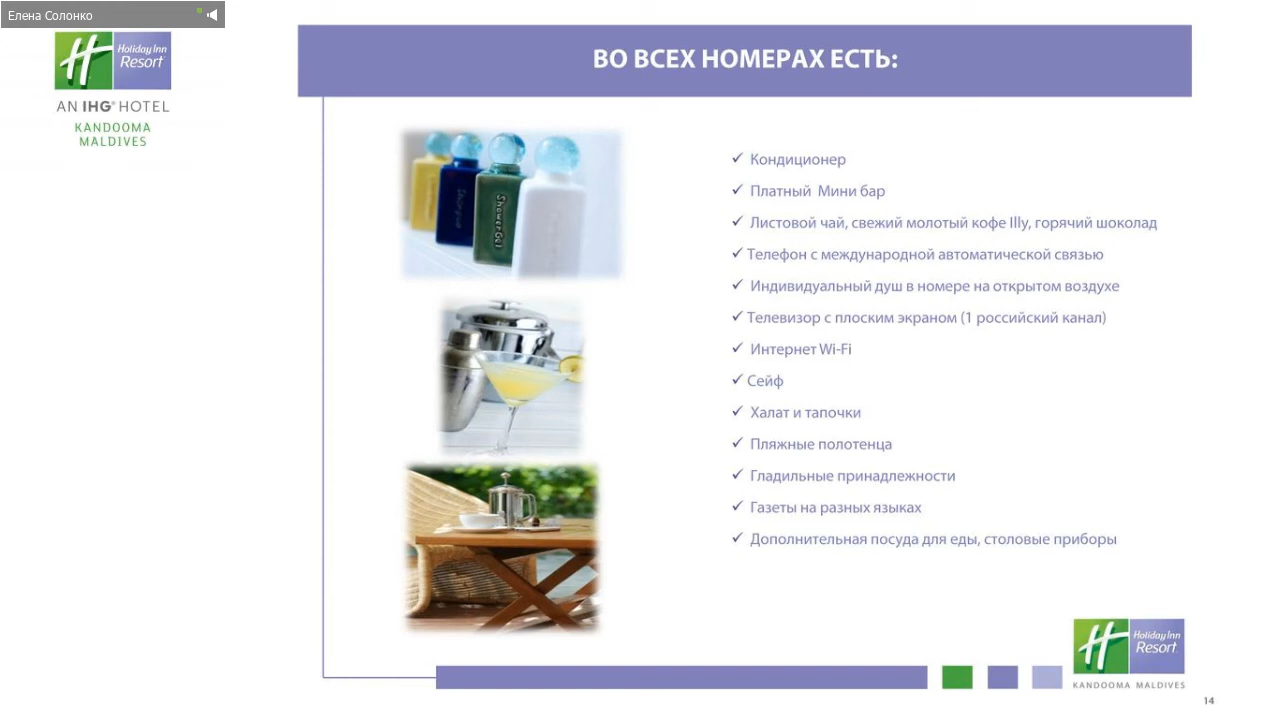 Елена Солонко
Holiday Inn
Resort
AN IHG® HOTEL
KANDOOMA
MALDIVES
ВО ВСЕХ НОМЕРАХ ЕСТЬ:
Shower Gel
✓ Кондиционер
✓ Платный Мини бар
✓ Листовой чай, свежий молотый кофе Illy, горячий шоколад
✓ Телефон с международной автоматической связью
✓ Индивидуальный душ в номере на открытом воздухе
✓ Телевизор с плоским экраном (1 российский канал)
✓ Интернет Wi-Fi
✓ Сейф
✓ Халат и тапочки
✓ Пляжные полотенца
✓ Гладильные принадлежности
✓ Газеты на разных языках
✓ Дополнительная посуда для еды, столовые приборы
Holiday Inn
Resort
KANDOOMA MALDIVES
14